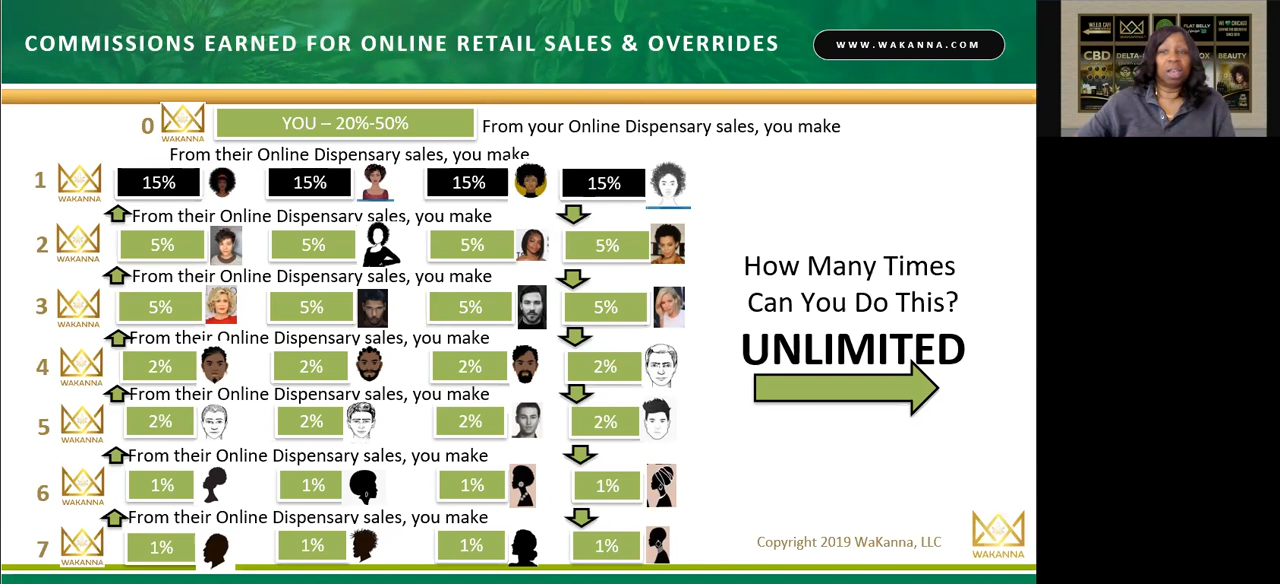 COMMISSIONS EARNED FOR ONLINE RETAIL SALES & OVERRIDES
WWW.WAKANNA.COM
0 WAKANNA YOU – 20%-50% From your Online Dispensary sales, you make
From their Online Dispensary sales, you make
1 WAKANNA 15% 15% 15% 15%
From their Online Dispensary sales, you make
2 WAKANNA 5% 5% 5% 5%
From their Online Dispensary sales, you make
3 WAKANNA 5% 5% 5% 5%
From their Online Dispensary sales, you make
4 WAKANNA 2% 2% 2% 2%
From their Online Dispensary sales, you make
5 WAKANNA 2% 2% 2% 2%
From their Online Dispensary sales, you make
6 WAKANNA 1% 1% 1% 1%
From their Online Dispensary sales, you make
7 WAKANNA 1% 1% 1% 1%
How Many Times
Can You Do This?
UNLIMITED
Copyright 2019 WaKanna, LLC
WAKANNA
FLAT BELLY
CBD
DELTA
BEAUTY